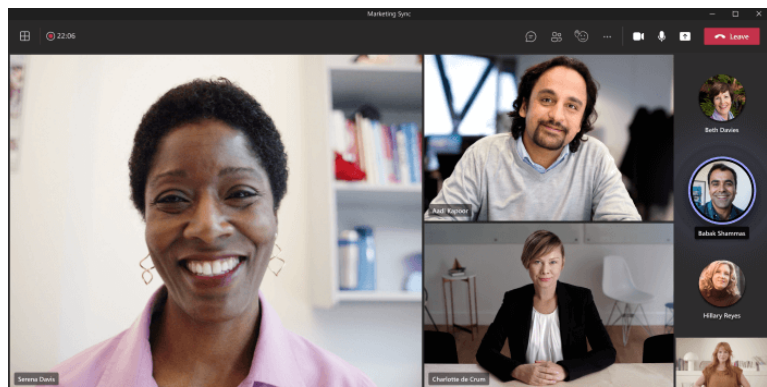 Marketing Sync
22:06
Leave
Beth Davies
Aadi Kapoor
Babak Shammas
Hillary Reyes
Serena Davis
Charlotte de Crum